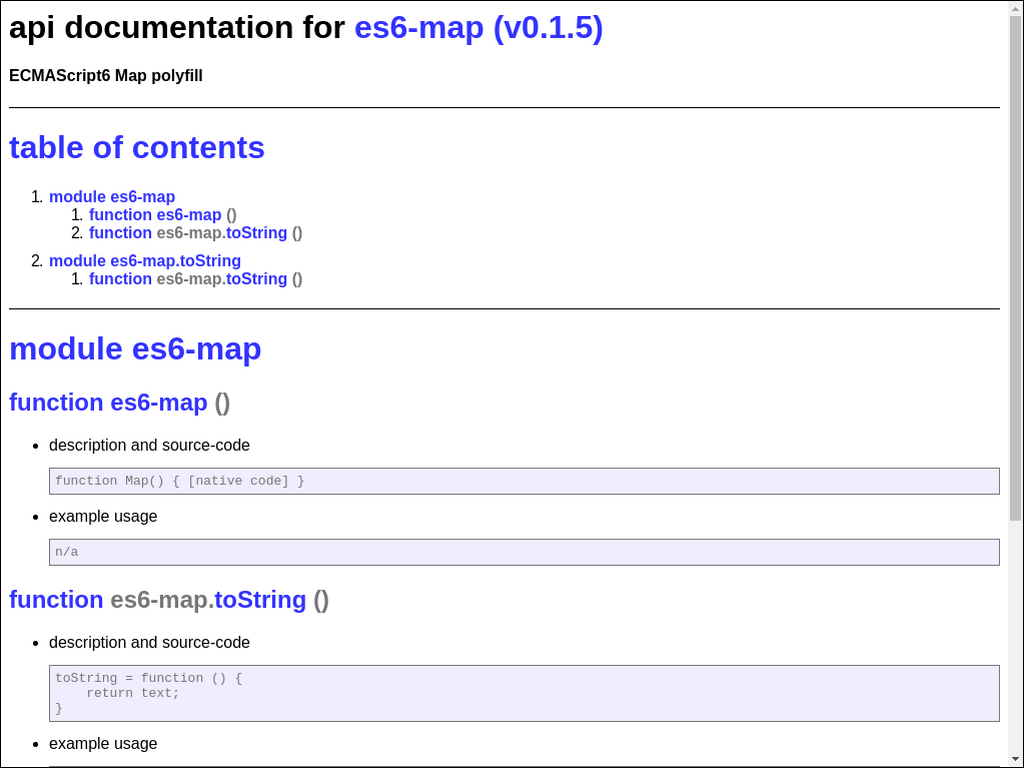 api documentation for es6-map (v0.1.5)
ECMAScript6 Map polyfill
table of contents
1. module es6-map
1. function es6-map ()
2. function es6-map.toString ()
2. module es6-map.toString
1. function es6-map.toString ()
module es6-map
function es6-map ()
• description and source-code
function Map() { [native code] }
• example usage
n/a
function es6-map.toString ()
• description and source-code
toString = function () {
    return text;
}
• example usage